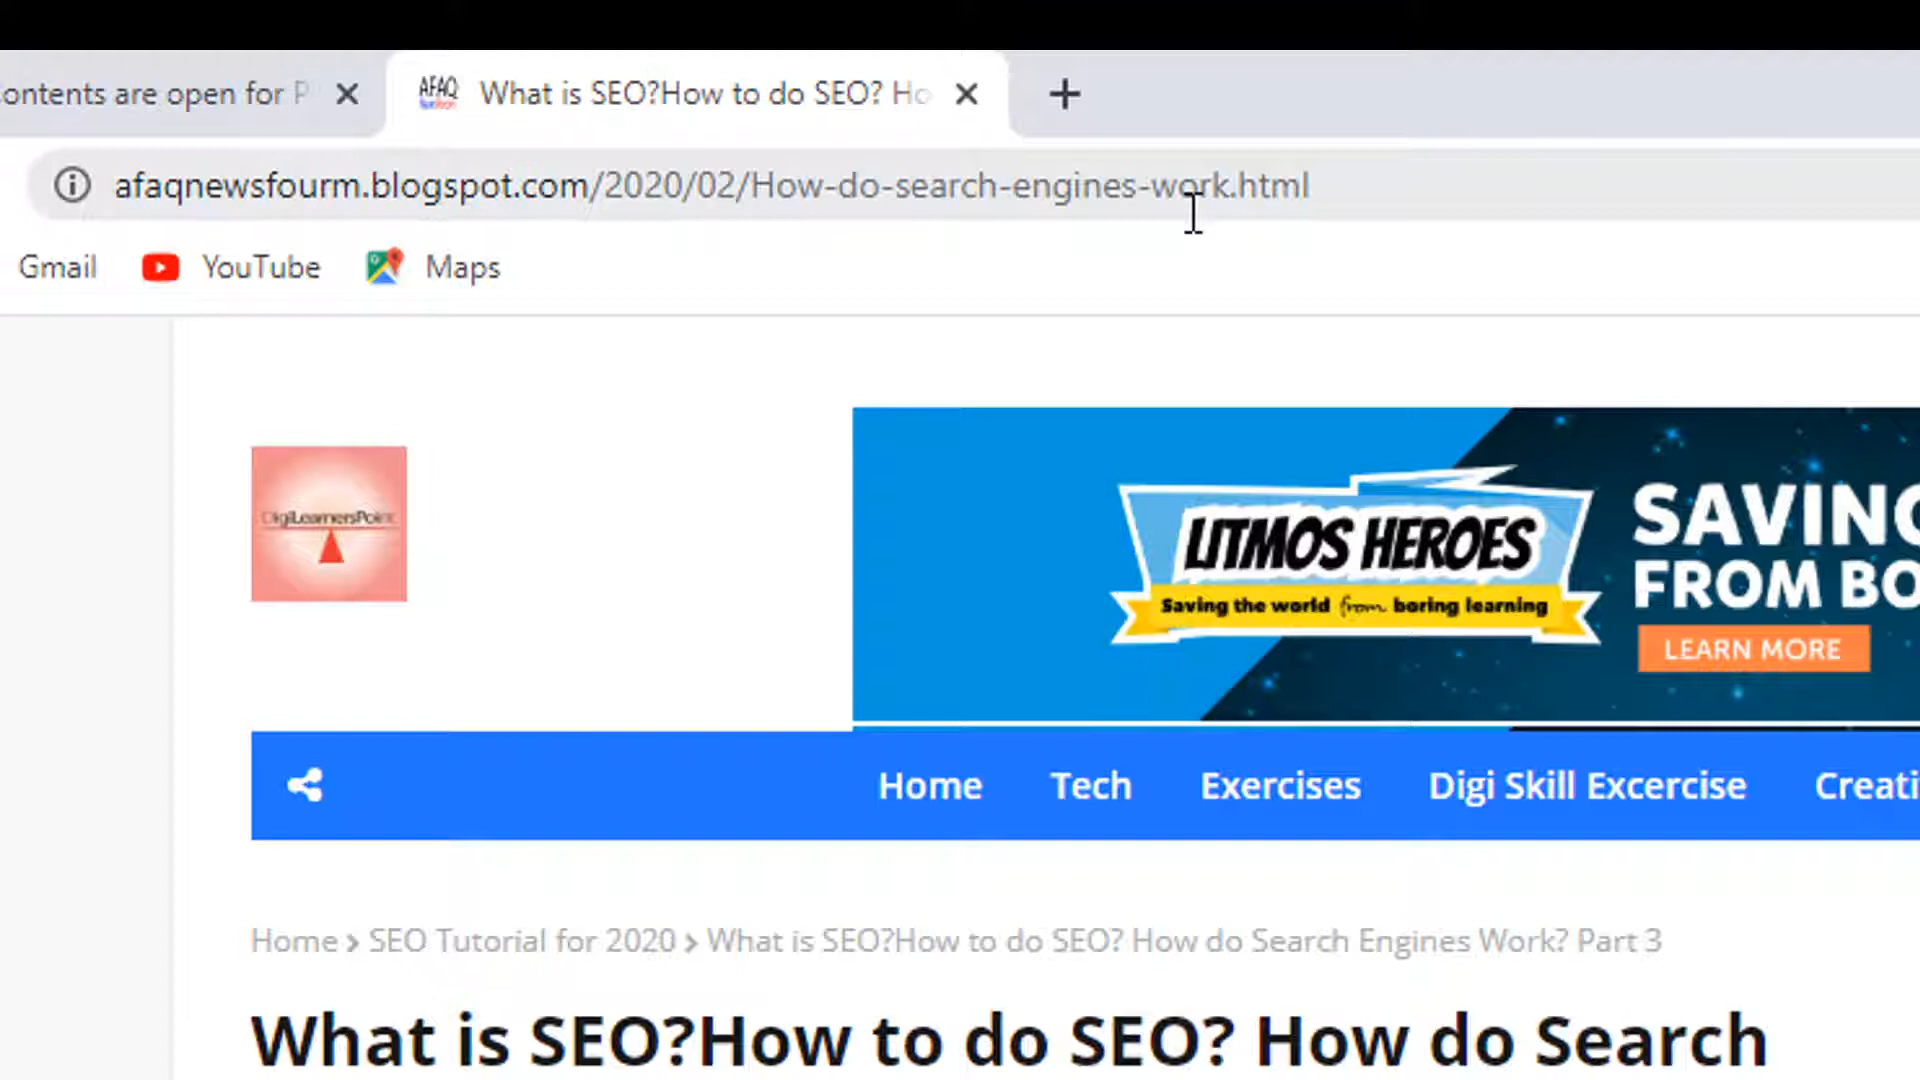 ontents are open for P
AFAQ What is SEO?How to do SEO? Ho
afaqnewsfourm.blogspot.com/2020/02/How-do-search-engines-work.html
Gmail YouTube Maps
DigiLearnersPoint
LITMOS HEROES
Saving the world from boring learning
SAVING
FROM BO
LEARN MORE
Home Tech Exercises Digi Skill Excercise Creati
Home > SEO Tutorial for 2020 > What is SEO?How to do SEO? How do Search Engines Work? Part 3
What is SEO?How to do SEO? How do Search